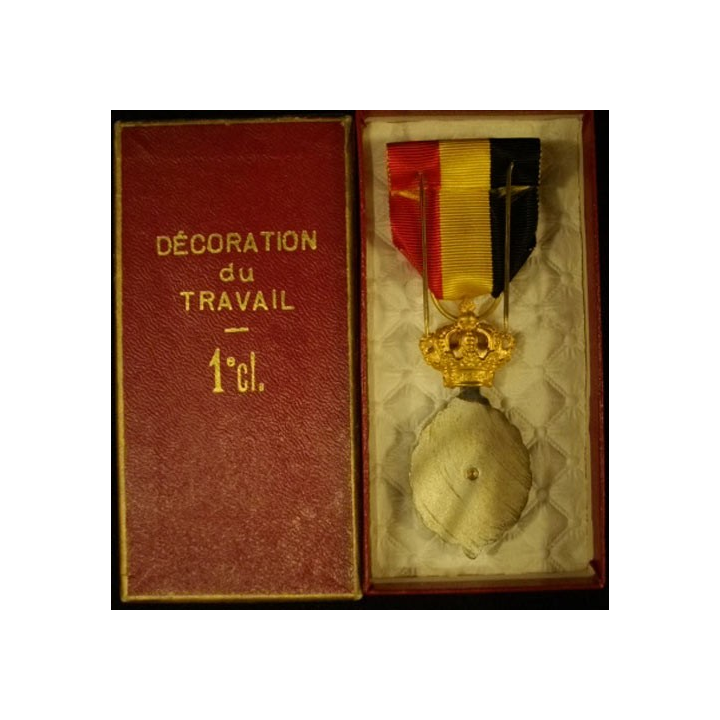 DÉCORATION
du
TRAVAIL
1e cl.